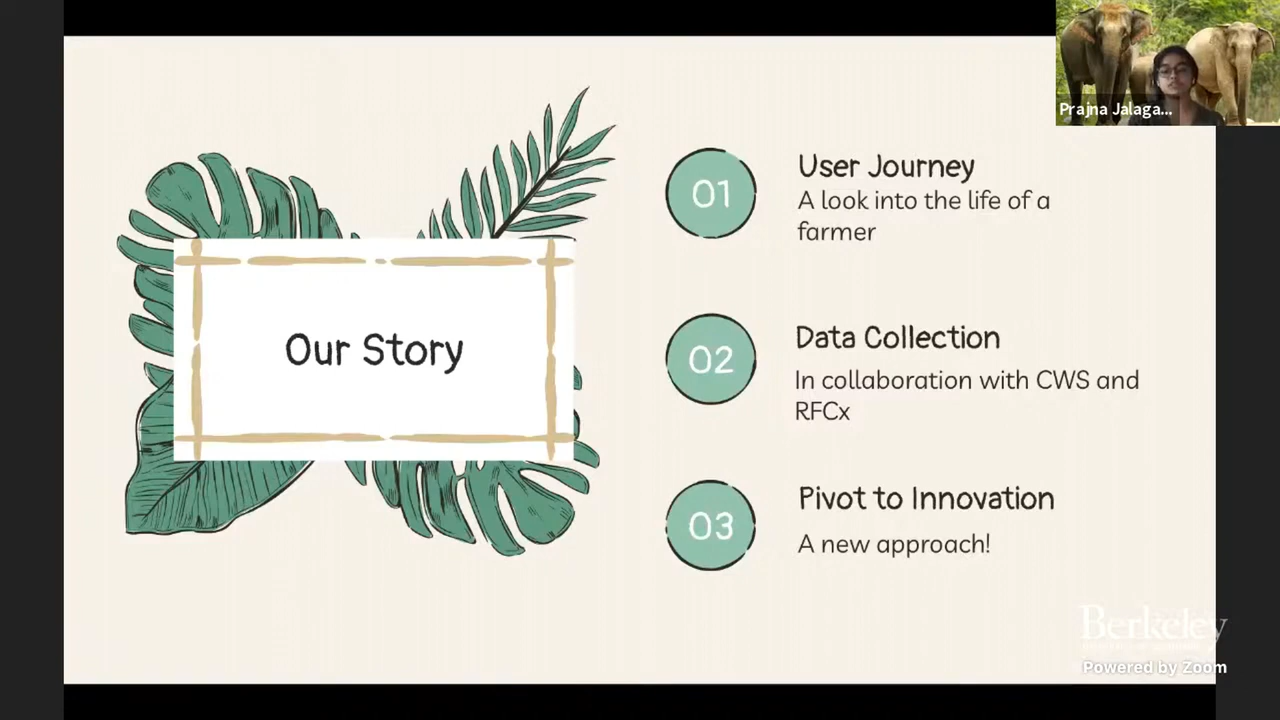 Prajna Jalaga...
Our Story
01
User Journey
A look into the life of a
farmer
02
Data Collection
In collaboration with CWS and
RFCx
03
Pivot to Innovation
A new approach!
Berkeley
Powered by Zoom